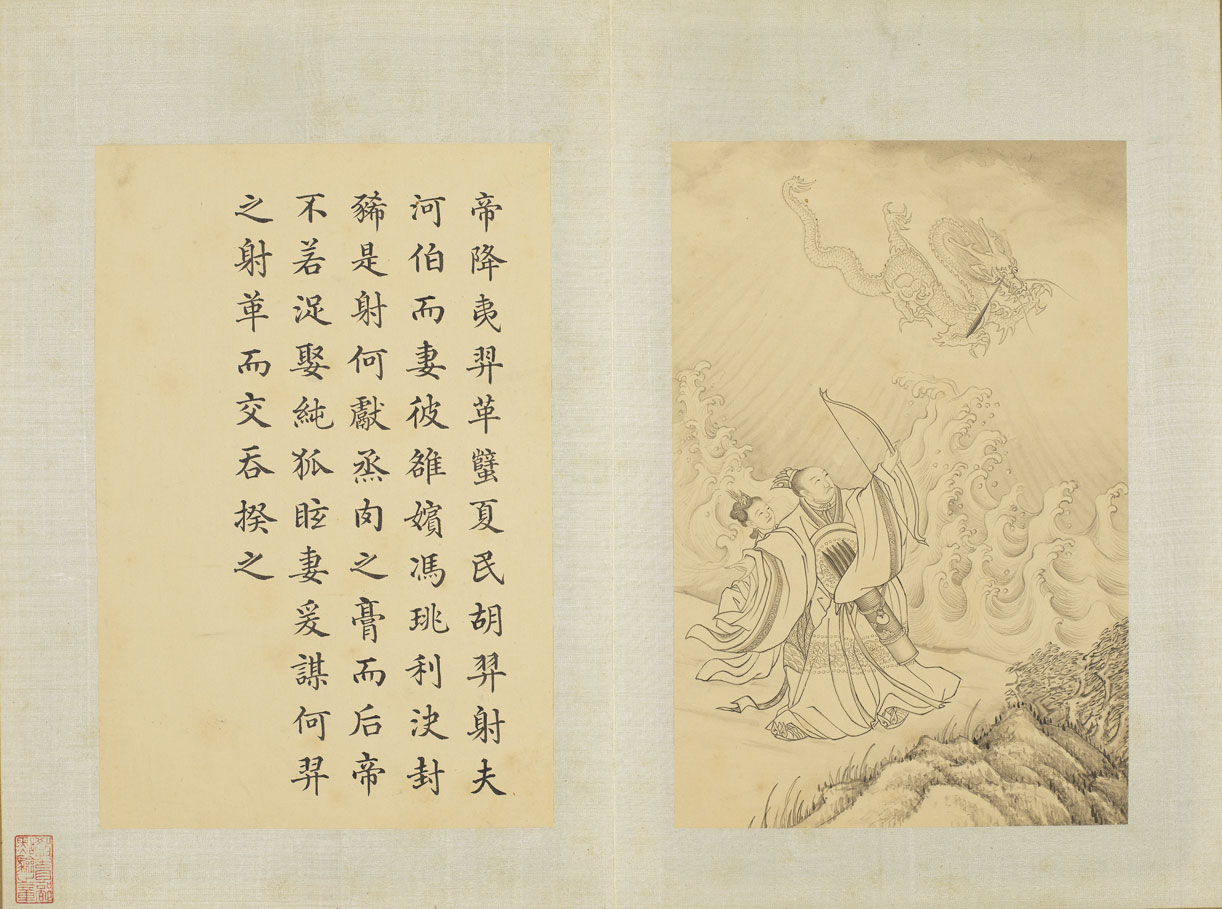 帝降夷羿革蠥夏民胡羿射夫
河伯而妻彼雒嬪馮珧利決封
豨是射何獻烝肉之膏而后帝
不若浞娶純狐眩妻爰謀何羿
之射革而交吞揆之